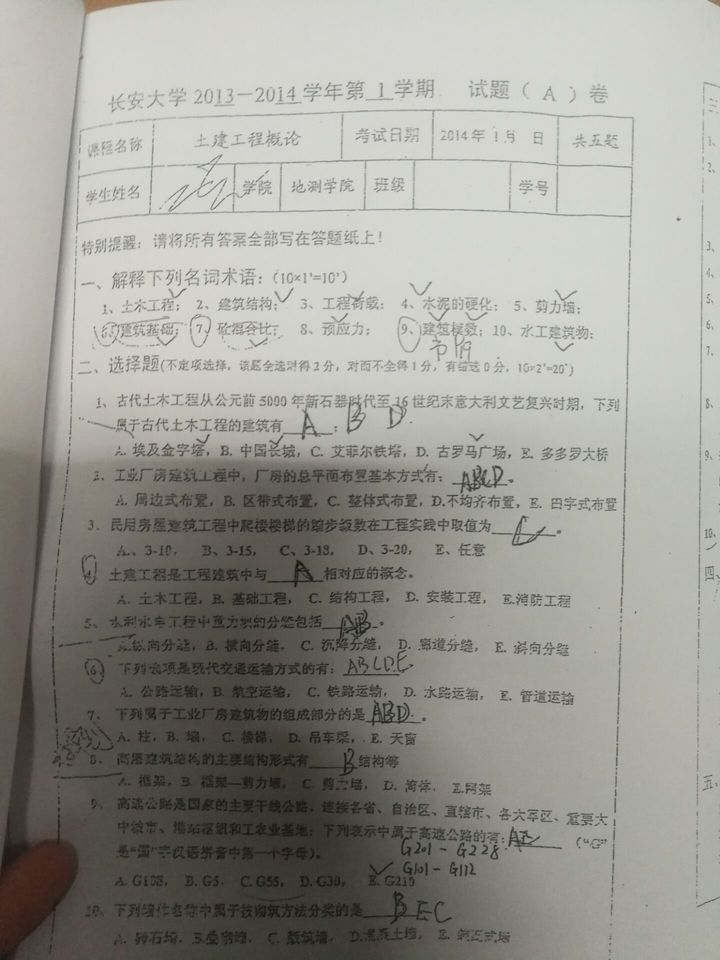 长安大学2013－2014学年第 1 学期 试题（ A ）卷
课程名称 土建工程概论 考试日期 2014年 1月 日 共五题
学生姓名 学院 地测学院 班级 学号
特别提醒：请将所有答案全部写在答题纸上！
一、解释下列名词术语：（10×1'=10'）
1、土木工程； 2、建筑结构； 3、工程荷载； 4、水泥的硬化； 5、剪力墙；
6、建筑基础； 7、砼混合比； 8、预应力； 9、建筑模数； 10、水工建筑物；
二、选择题(不定项选择，该题全选对得2分，对而不全得1分，有错选0分，10×2'=20')
1、古代土木工程从公元前5000年新石器时代至16世纪末意大利文艺复兴时期，下列
属于古代土木工程的建筑有 A B D
A. 埃及金字塔，B. 中国长城，C. 艾菲尔铁塔，D. 古罗马广场，E. 多多罗大桥
2、工业厂房建筑工程中，厂房的总平面布置基本方式有： ABCD.
A. 周边式布置，B. 区带式布置，C. 整体式布置，D.不均齐布置，E. 田字式布置
3、民用房屋建筑工程中爬楼楼梯的踏步级数在工程实践中取值为 C 。
A、3-10， B、3-15， C、3-18， D、3-20， E、任意
4、土建工程是工程建筑中与 A 相对应的概念。
A. 土木工程，B. 基础工程， C. 结构工程， D. 安装工程， E.消防工程
5、水利水电工程中重力坝的分缝包括 AB 。
A.纵向分缝， B. 横向分缝， C. 沉降分缝， D. 廊道分缝， E. 斜向分缝
6、下列选项是现代交通运输方式的有： ABCDE
A. 公路运输，B. 航空运输， C. 铁路运输， D. 水路运输， E. 管道运输
7、下列属于工业厂房建筑物的组成部分的是 ABD 。
A. 柱，B. 墙， C. 楼梯， D. 吊车梁，E. 天窗
8、高层建筑结构的主要结构形式有 B 结构等
A. 框架，B. 框架—剪力墙， C. 剪力墙， D. 筒体， E.网架
9、高速公路是国家的主要干线公路，连接各省、自治区、直辖市、各大军区、重要大
中城市、港站枢纽和工农业基地；下列表示中属于高速公路的有： （“G”
G201－G228
是“国”字汉语拼音中第一个字母）。
G101－G112
A. G108， B. G5， C. G55， D. G30， E. G210
10、下列墙体名称中属于按砌筑方法分类的是 B E C
A. 砖石墙， B.叠砌墙， C. 版筑墙， D.混凝土墙， E. 装配式墙